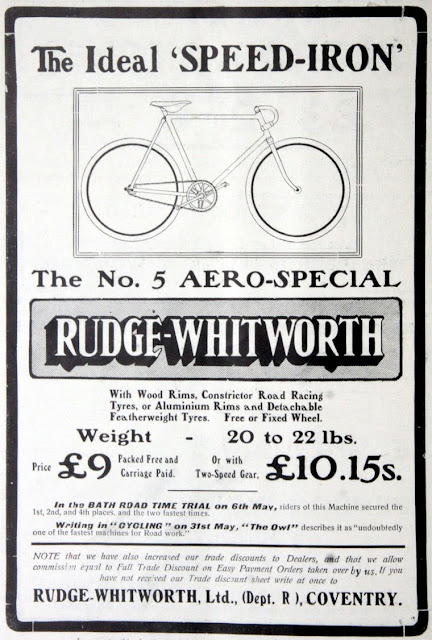 The Ideal ‘SPEED-IRON’
The No. 5 AERO-SPECIAL
RUDGE-WHITWORTH
With Wood Rims, Constrictor Road Racing
Tyres, or Aluminium Rims and Detachable
Featherweight Tyres. Free or Fixed Wheel.
Weight - 20 to 22 lbs.
Price £9 Packed Free and Carriage Paid. Or with Two-Speed Gear, £10.15s.
In the BATH ROAD TIME TRIAL on 6th May, riders of this Machine secured the
1st, 2nd, and 4th places, and the two fastest times.
Writing in "CYCLING" on 31st May, "The Owl" describes it as "undoubtedly
one of the fastest machines for Road work."
NOTE that we have also increased our trade discounts to Dealers, and that we allow
commission equal to Full Trade Discount on Easy Payment Orders taken over by us. If you
have not received our Trade discount sheet write at once to
RUDGE-WHITWORTH, Ltd., (Dept. R ), COVENTRY.